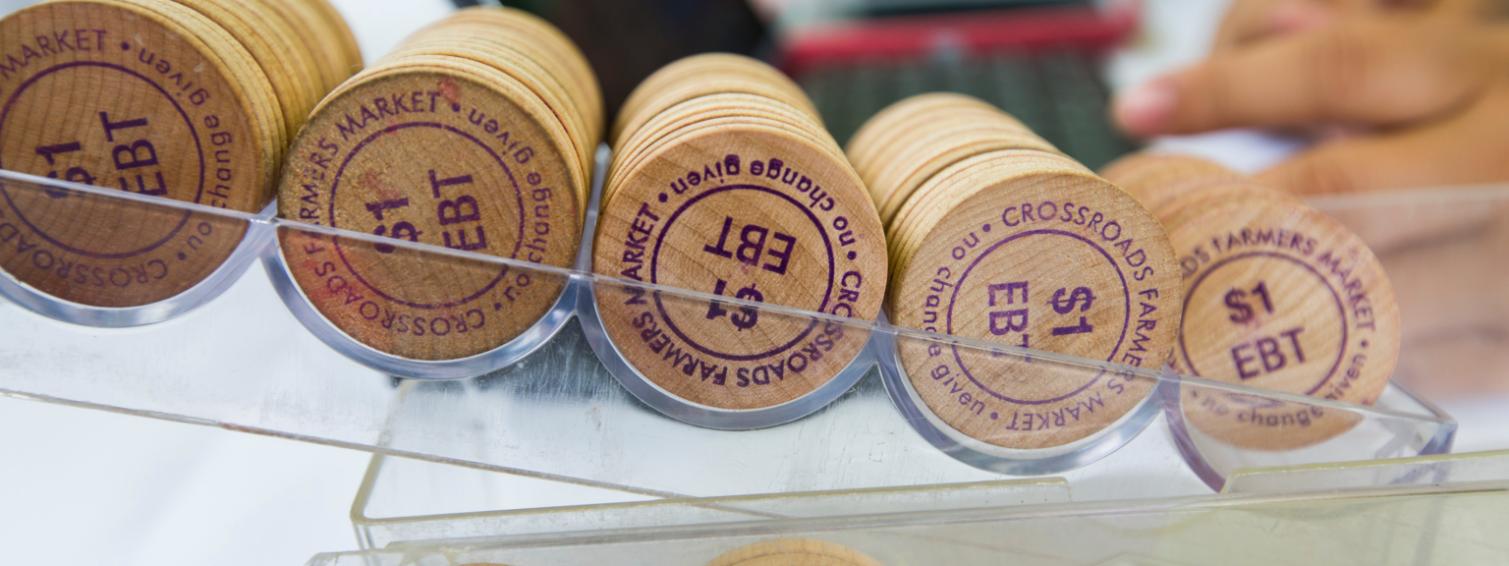 MARKET • no change given •
CROSSROADS
$1
EBT
CROSSROADS FARMERS MARKET • no change given •
$1
EBT
CROSSROADS FARMERS MARKET • no change given •
$1
EBT
CROSSROADS FARMERS MARKET • no change given •
$1
EBT
FARMERS MARKET • no change given •
$1
EBT